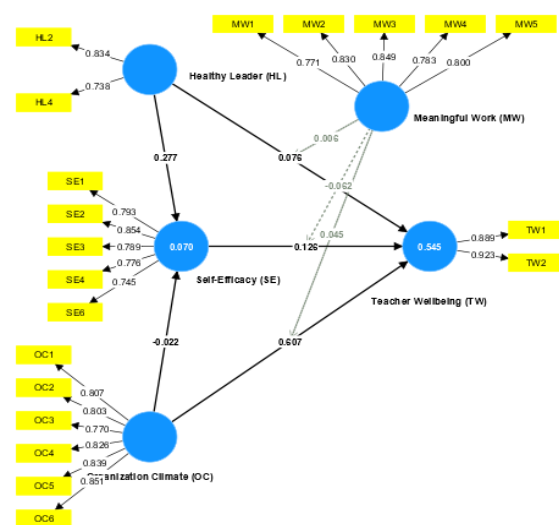 MW1 MW2 MW3 MW4 MW5
HL2
0.834
0.771 0.830 0.849 0.783 0.800
Healthy Leader (HL)
0.738
HL4
Meaningful Work (MW)
0.006
0.277 0.076
SE1
-0.062
0.793
SE2
0.854
0.045
TW1
0.889
SE3 0.789 0.070 0.126 0.545
0.923
TW2
0.776
SE4
0.745
Self-Efficacy (SE)
Teacher Wellbeing (TW)
SE6
-0.022 0.607
OC1
0.807
OC2
0.803
OC3
0.770
0.826
OC4
0.839
Organization Climate (OC)
0.851
OC5
OC6